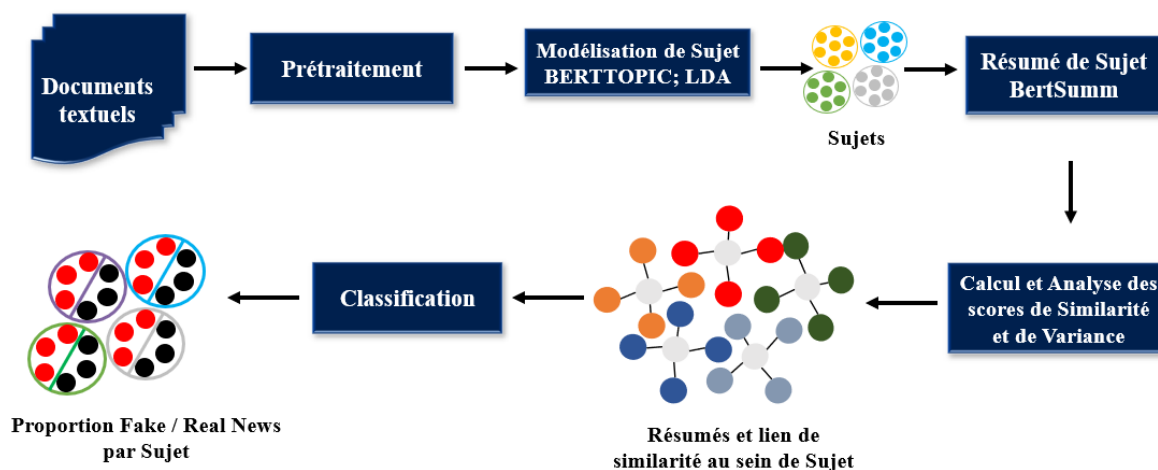 Documents
textuels
Prétraitement
Modélisation de Sujet
BERTTOPIC; LDA
Sujets
Résumé de Sujet
BertSumm
Calcul et Analyse des
scores de Similarité
et de Variance
Résumés et lien de
similarité au sein de Sujet
Classification
Proportion Fake / Real News
par Sujet